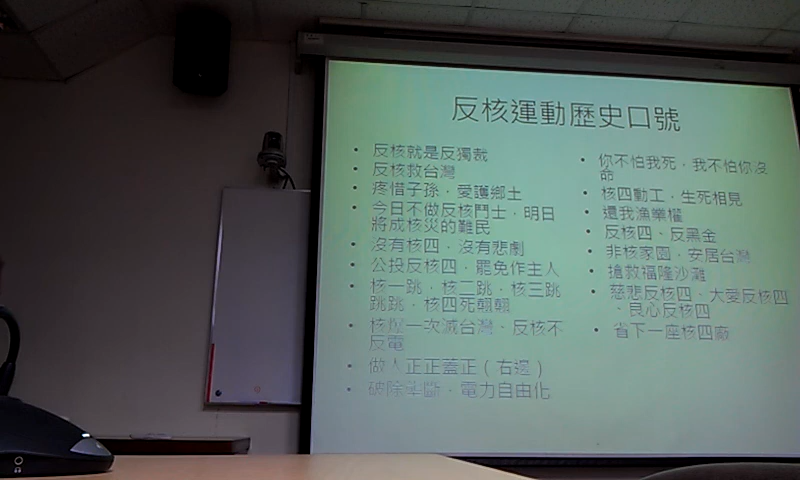 反核運動歷史口號
• 反核就是反獨裁
• 反核救台灣
• 疼惜子孫，愛護鄉土
• 今日不做反核鬥士，明日
將成核災的難民
• 沒有核四，沒有悲劇
• 公投反核四，罷免作主人
• 核一跳，核二跳，核三跳
跳跳，核四死翹翹
• 一次滅台灣、反核不
反電
• 做人正正蓋正（右邊）
• 破除壟斷，電力自由化
• 你不怕我死，我不怕你沒
命
• 核四動工，生死相見
• 還我漁業權
• 反核四、反黑金
• 非核家園，安居台灣
• 搶救福隆沙灘
• 慈悲反核四、大愛反核四
、良心反核四
• 省下一座核四廠